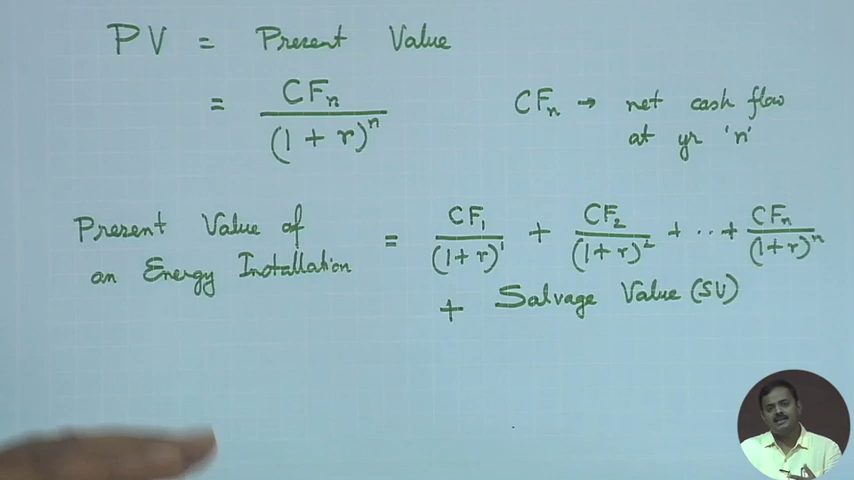 PV = Present Value
= CFn / (1 + r)^n
CFn → net cash flow
at yr 'n'
Present Value of
an Energy Installation
= CF1 / (1+r)^1 + CF2 / (1+r)^2 + ... + CFn / (1+r)^n
+ Salvage Value (SV)